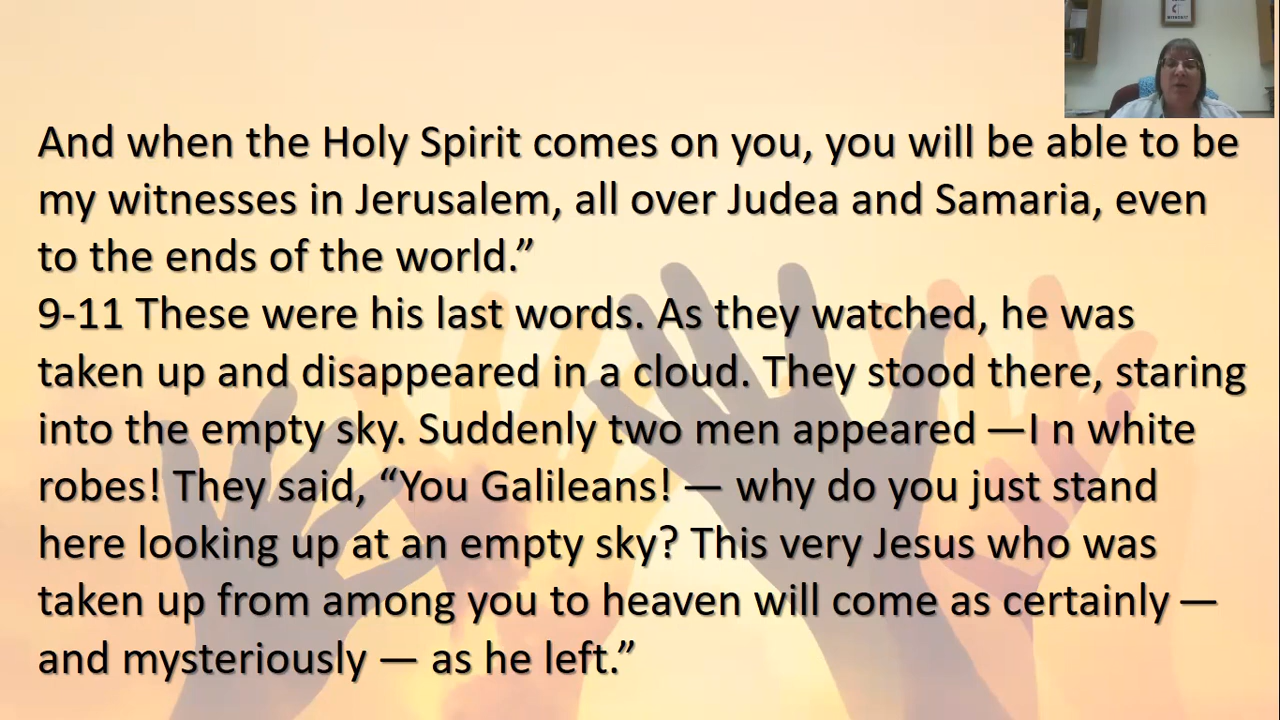 And when the Holy Spirit comes on you, you will be able to be
my witnesses in Jerusalem, all over Judea and Samaria, even
to the ends of the world.”
9-11 These were his last words. As they watched, he was
taken up and disappeared in a cloud. They stood there, staring
into the empty sky. Suddenly two men appeared —I n white
robes! They said, “You Galileans! — why do you just stand
here looking up at an empty sky? This very Jesus who was
taken up from among you to heaven will come as certainly —
and mysteriously — as he left.”